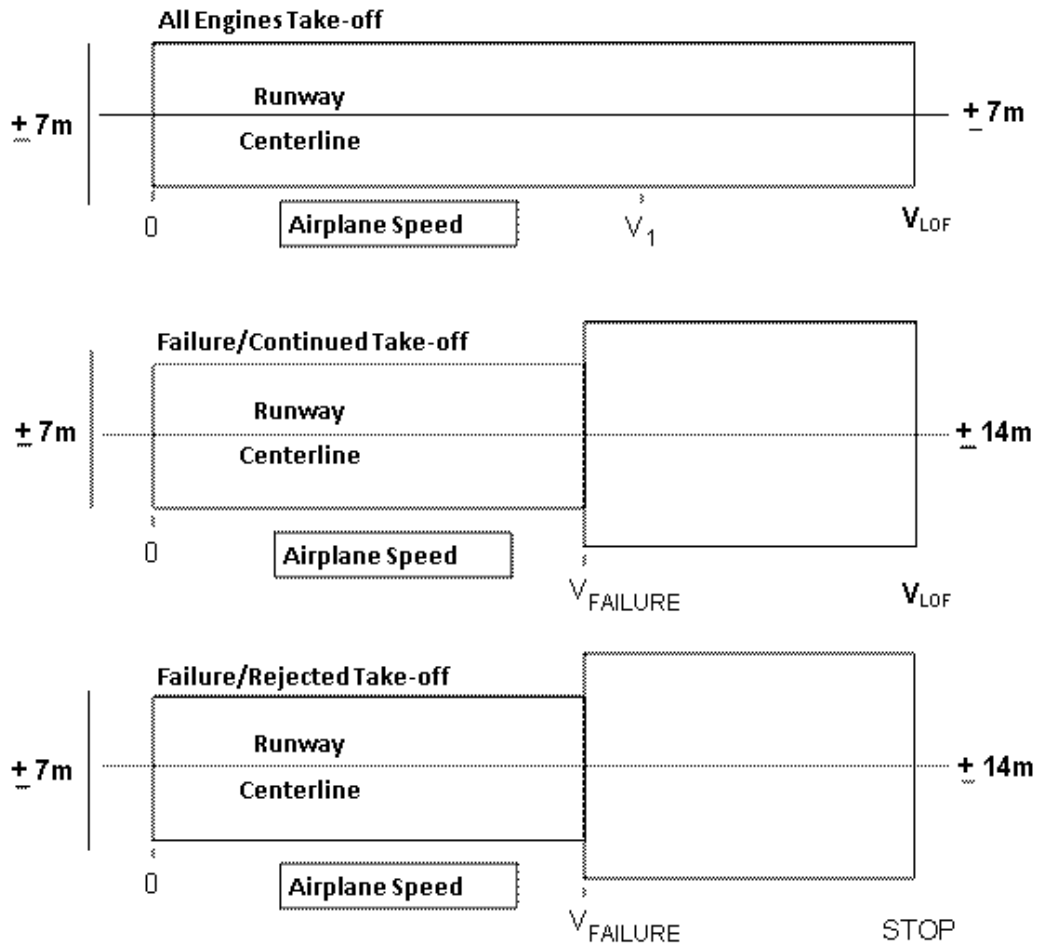 All Engines Take-off
Runway
± 7m
± 7m
Centerline
0
Airplane Speed
V1
VLOF
Failure/Continued Take-off
Runway
± 7m
± 14m
Centerline
0
Airplane Speed
VFAILURE
VLOF
Failure/Rejected Take-off
Runway
± 7m
± 14m
Centerline
0
Airplane Speed
VFAILURE
STOP